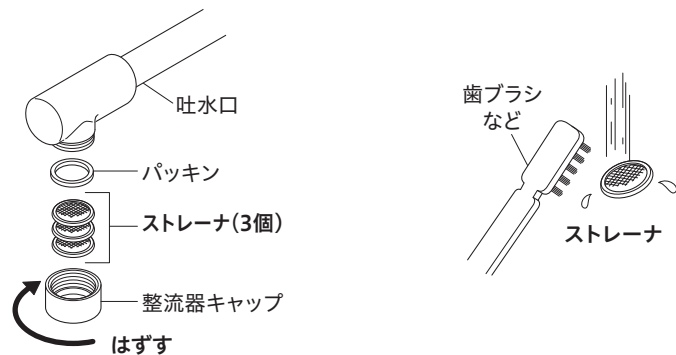 吐水口
パッキン
ストレーナ(3個)
整流器キャップ
はずす
歯ブラシ
など
ストレーナ